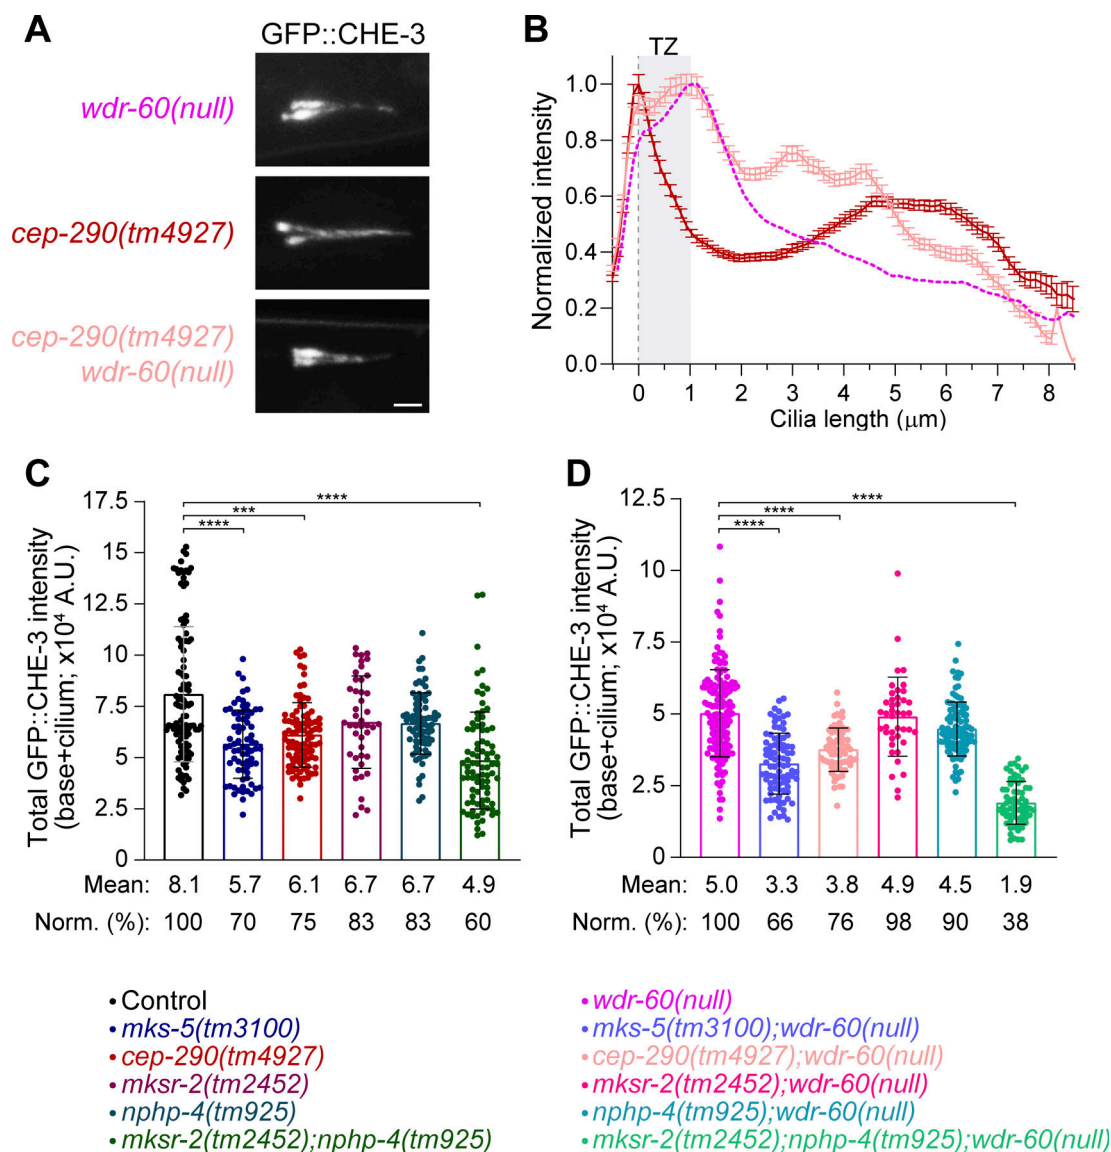 A
GFP::CHE-3
wdr-60(null)
cep-290(tm4927)
cep-290(tm4927)
wdr-60(null)
B
TZ
Normalized intensity
1.0
0.8
0.6
0.4
0.2
0.0
0 1 2 3 4 5 6 7 8
Cilia length (μm)
C
Total GFP::CHE-3 intensity
(base+cilium; x10⁴ A.U.)
17.5
15
12.5
10
7.5
5
2.5
0
****
***
****
Mean: 8.1 5.7 6.1 6.7 6.7 4.9
Norm. (%): 100 70 75 83 83 60
D
Total GFP::CHE-3 intensity
(base+cilium; x10⁴ A.U.)
12.5
10
7.5
5
2.5
0
****
****
****
Mean: 5.0 3.3 3.8 4.9 4.5 1.9
Norm. (%): 100 66 76 98 90 38
Control
mks-5(tm3100)
cep-290(tm4927)
mksr-2(tm2452)
nphp-4(tm925)
mksr-2(tm2452);nphp-4(tm925)
wdr-60(null)
mks-5(tm3100);wdr-60(null)
cep-290(tm4927);wdr-60(null)
mksr-2(tm2452);wdr-60(null)
nphp-4(tm925);wdr-60(null)
mksr-2(tm2452);nphp-4(tm925);wdr-60(null)